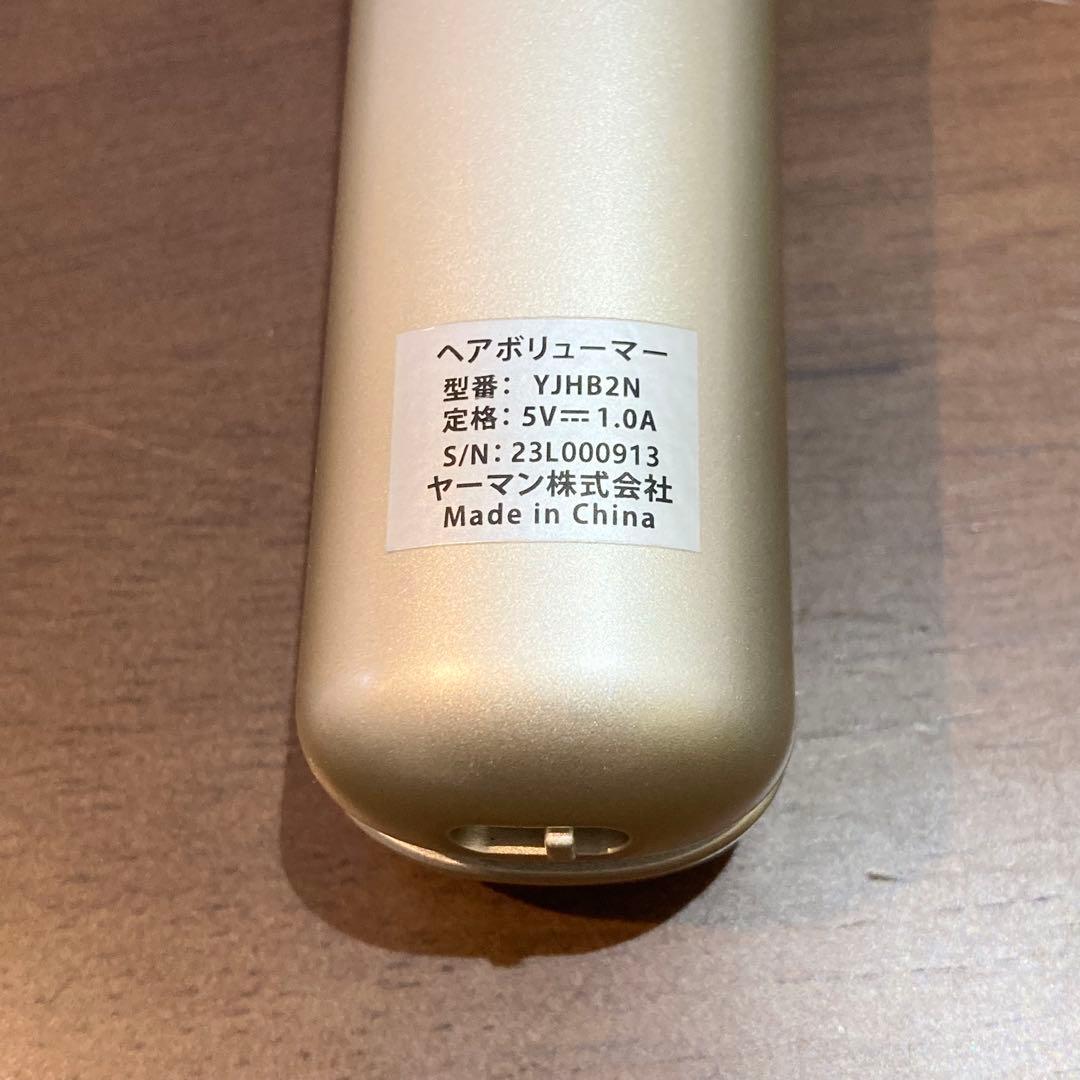 ヘアボリューマー
型番: YJHB2N
定格: 5V⎓1.0A
S/N: 23L000913
ヤーマン株式会社
Made in China